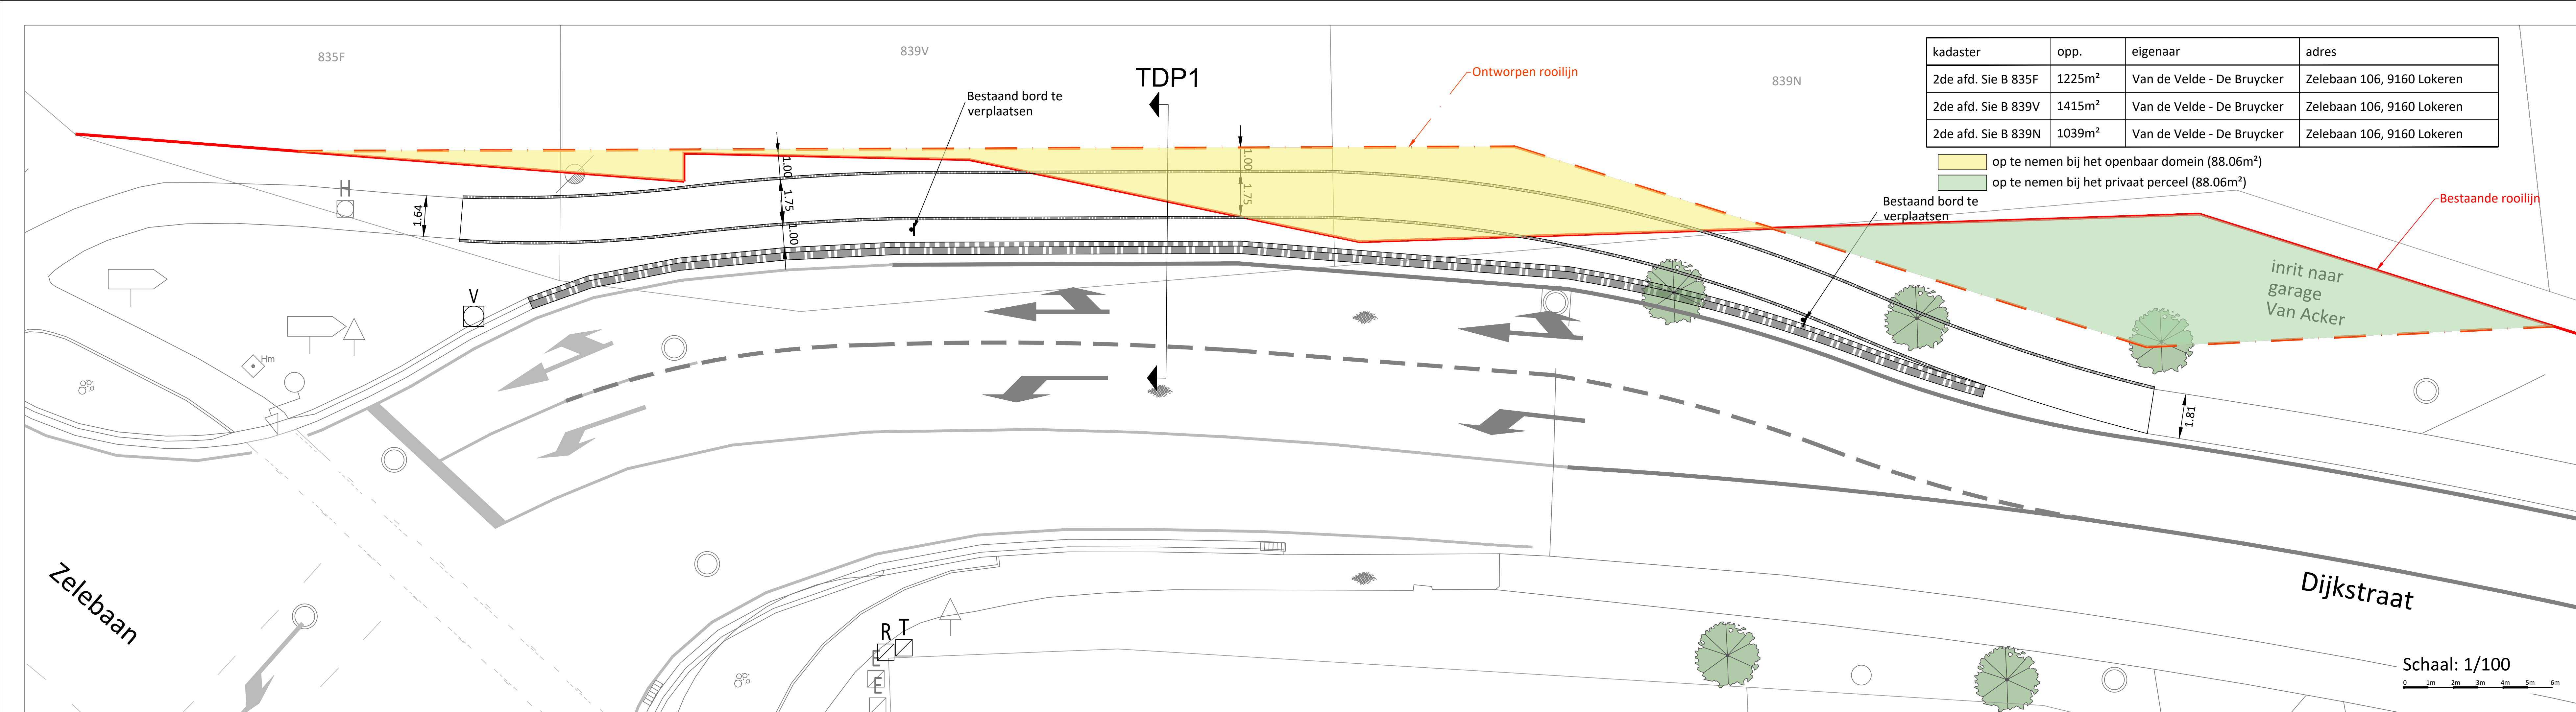 835F
839V
TDP1
Ontworpen rooilijn
839N
kadaster opp. eigenaar adres
2de afd. Sie B 835F 1225m² Van de Velde - De Bruycker Zelebaan 106, 9160 Lokeren
2de afd. Sie B 839V 1415m² Van de Velde - De Bruycker Zelebaan 106, 9160 Lokeren
2de afd. Sie B 839N 1039m² Van de Velde - De Bruycker Zelebaan 106, 9160 Lokeren
op te nemen bij het openbaar domein (88.06m²)
op te nemen bij het privaat perceel (88.06m²)
Bestaand bord te
verplaatsen
Bestaand bord te
verplaatsen
Bestaande rooilijn
H
1.64
1.00
1.75
1.00
1.00
1.75
V
Hm
inrit naar
garage
Van Acker
1.81
Zelebaan
Dijkstraat
R T
E
E
Schaal: 1/100
0 1m 2m 3m 4m 5m 6m